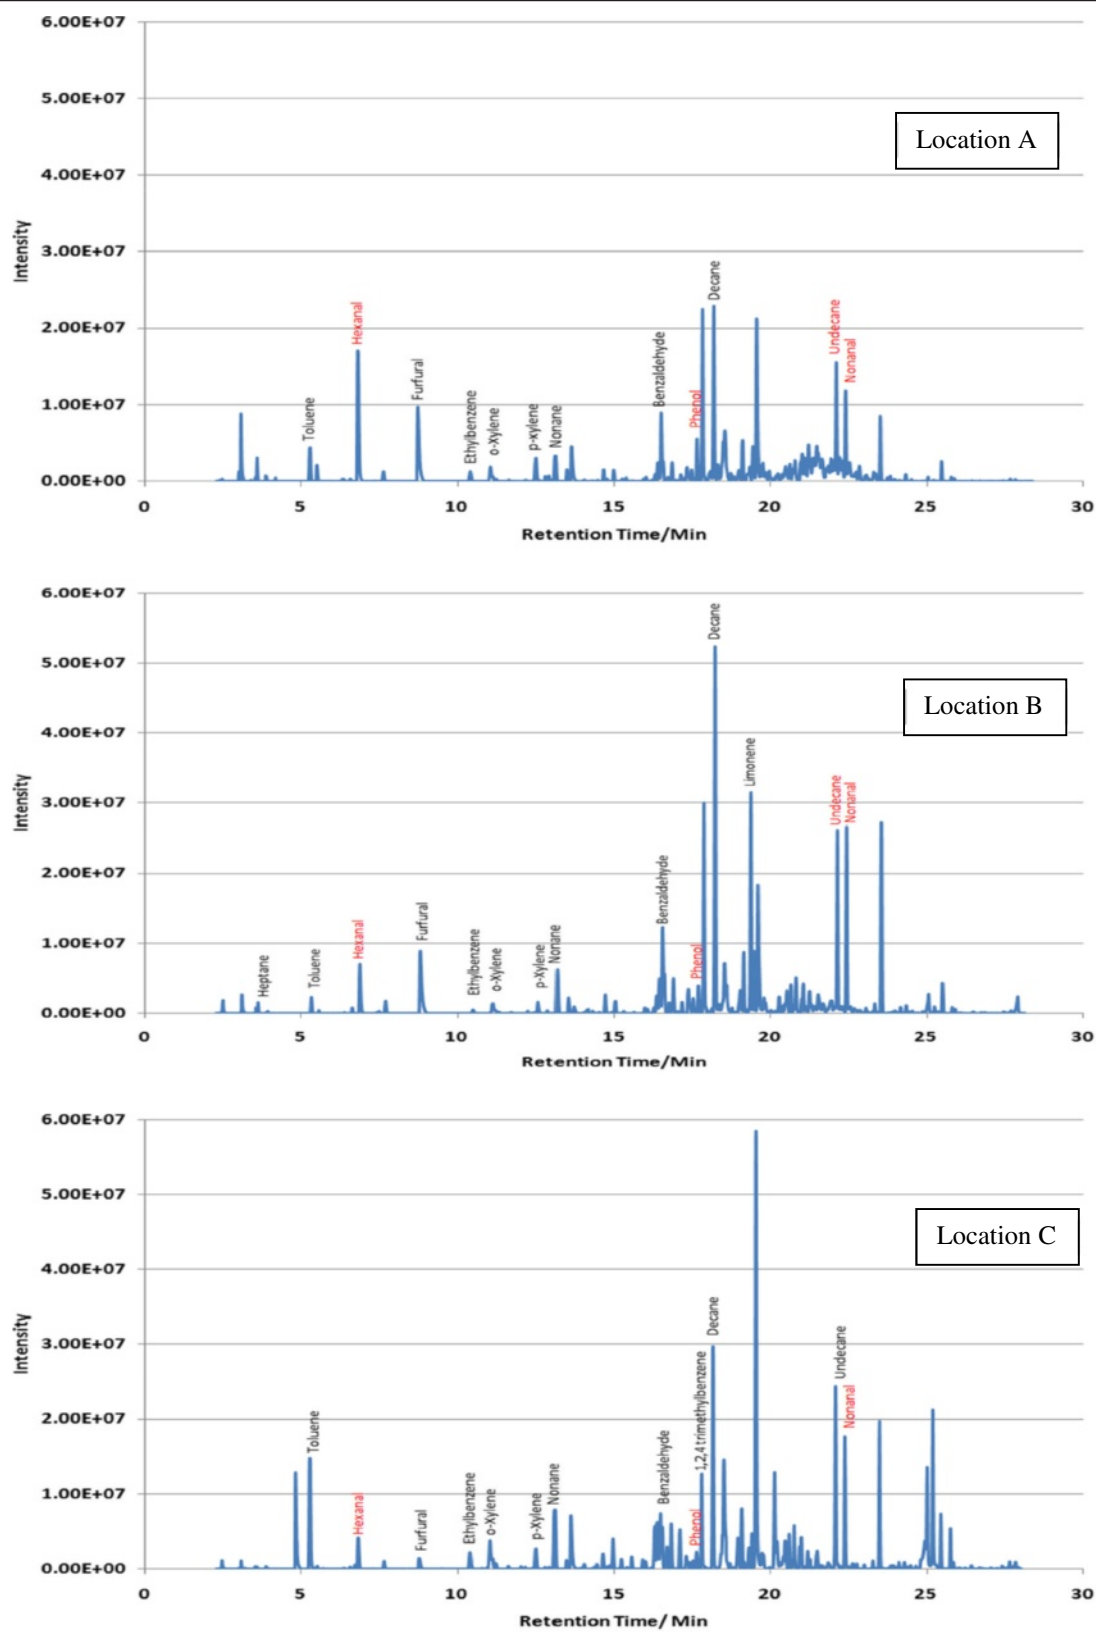 6.00E+07
5.00E+07
Location A
4.00E+07
3.00E+07
Intensity
Decane
Hexanal
Undecane
2.00E+07
Benzaldehyde
Nonanal
Furfural
Phenol
1.00E+07
Toluene
Ethylbenzene
o-Xylene
p-xylene
Nonane
0.00E+00
0 5 10 15 20 25 30
Retention Time/Min
6.00E+07
Decane
5.00E+07
Location B
4.00E+07
Limonene
Intensity
3.00E+07
Undecane
Nonanal
2.00E+07
Benzaldehyde
1.00E+07
Heptane
Toluene
Hexanal
Furfural
Ethylbenzene
o-Xylene
p-Xylene
Nonane
Phenol
0.00E+00
0 5 10 15 20 25 30
Retention Time/Min
6.00E+07
5.00E+07
Location C
4.00E+07
Intensity
3.00E+07
Decane
Undecane
1,2,4 trimethylbenzene
2.00E+07
Toluene
Nonanal
Benzaldehyde
1.00E+07
Hexanal
Furfural
Ethylbenzene
o-Xylene
p-Xylene
Nonane
Phenol
0.00E+00
0 5 10 15 20 25 30
Retention Time/ Min